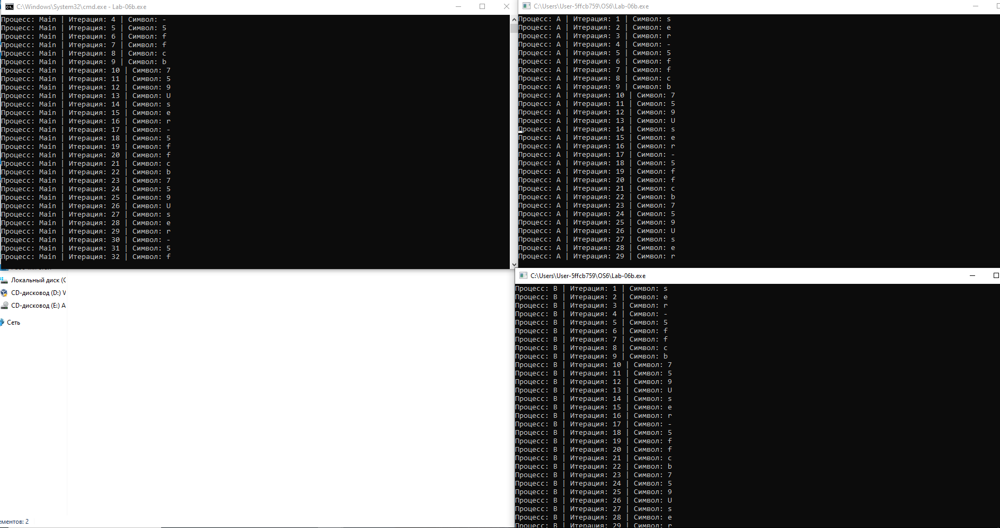 C:\Windows\System32\cmd.exe - Lab-06b.exe
Процесс: Main | Итерация: 4 | Символ: -
Процесс: Main | Итерация: 5 | Символ: 5
Процесс: Main | Итерация: 6 | Символ: f
Процесс: Main | Итерация: 7 | Символ: f
Процесс: Main | Итерация: 8 | Символ: c
Процесс: Main | Итерация: 9 | Символ: b
Процесс: Main | Итерация: 10 | Символ: 7
Процесс: Main | Итерация: 11 | Символ: 5
Процесс: Main | Итерация: 12 | Символ: 9
Процесс: Main | Итерация: 13 | Символ: U
Процесс: Main | Итерация: 14 | Символ: s
Процесс: Main | Итерация: 15 | Символ: e
Процесс: Main | Итерация: 16 | Символ: r
Процесс: Main | Итерация: 17 | Символ: -
Процесс: Main | Итерация: 18 | Символ: 5
Процесс: Main | Итерация: 19 | Символ: f
Процесс: Main | Итерация: 20 | Символ: f
Процесс: Main | Итерация: 21 | Символ: c
Процесс: Main | Итерация: 22 | Символ: b
Процесс: Main | Итерация: 23 | Символ: 7
Процесс: Main | Итерация: 24 | Символ: 5
Процесс: Main | Итерация: 25 | Символ: 9
Процесс: Main | Итерация: 26 | Символ: U
Процесс: Main | Итерация: 27 | Символ: s
Процесс: Main | Итерация: 28 | Символ: e
Процесс: Main | Итерация: 29 | Символ: r
Процесс: Main | Итерация: 30 | Символ: -
Процесс: Main | Итерация: 31 | Символ: 5
Процесс: Main | Итерация: 32 | Символ: f
C:\Users\User-5ffcb759\OS6\Lab-06b.exe
Процесс: A | Итерация: 1 | Символ: s
Процесс: A | Итерация: 2 | Символ: e
Процесс: A | Итерация: 3 | Символ: r
Процесс: A | Итерация: 4 | Символ: -
Процесс: A | Итерация: 5 | Символ: 5
Процесс: A | Итерация: 6 | Символ: f
Процесс: A | Итерация: 7 | Символ: f
Процесс: A | Итерация: 8 | Символ: c
Процесс: A | Итерация: 9 | Символ: b
Процесс: A | Итерация: 10 | Символ: 7
Процесс: A | Итерация: 11 | Символ: 5
Процесс: A | Итерация: 12 | Символ: 9
Процесс: A | Итерация: 13 | Символ: U
Процесс: A | Итерация: 14 | Символ: s
Процесс: A | Итерация: 15 | Символ: e
Процесс: A | Итерация: 16 | Символ: r
Процесс: A | Итерация: 17 | Символ: -
Процесс: A | Итерация: 18 | Символ: 5
Процесс: A | Итерация: 19 | Символ: f
Процесс: A | Итерация: 20 | Символ: f
Процесс: A | Итерация: 21 | Символ: c
Процесс: A | Итерация: 22 | Символ: b
Процесс: A | Итерация: 23 | Символ: 7
Процесс: A | Итерация: 24 | Символ: 5
Процесс: A | Итерация: 25 | Символ: 9
Процесс: A | Итерация: 26 | Символ: U
Процесс: A | Итерация: 27 | Символ: s
Процесс: A | Итерация: 28 | Символ: e
Процесс: A | Итерация: 29 | Символ: r
Локальный диск (C
CD-дисковод (D:) V
CD-дисковод (E:) A
Сеть
ементов: 2
C:\Users\User-5ffcb759\OS6\Lab-06b.exe
Процесс: B | Итерация: 1 | Символ: s
Процесс: B | Итерация: 2 | Символ: e
Процесс: B | Итерация: 3 | Символ: r
Процесс: B | Итерация: 4 | Символ: -
Процесс: B | Итерация: 5 | Символ: 5
Процесс: B | Итерация: 6 | Символ: f
Процесс: B | Итерация: 7 | Символ: f
Процесс: B | Итерация: 8 | Символ: c
Процесс: B | Итерация: 9 | Символ: b
Процесс: B | Итерация: 10 | Символ: 7
Процесс: B | Итерация: 11 | Символ: 5
Процесс: B | Итерация: 12 | Символ: 9
Процесс: B | Итерация: 13 | Символ: U
Процесс: B | Итерация: 14 | Символ: s
Процесс: B | Итерация: 15 | Символ: e
Процесс: B | Итерация: 16 | Символ: r
Процесс: B | Итерация: 17 | Символ: -
Процесс: B | Итерация: 18 | Символ: 5
Процесс: B | Итерация: 19 | Символ: f
Процесс: B | Итерация: 20 | Символ: f
Процесс: B | Итерация: 21 | Символ: c
Процесс: B | Итерация: 22 | Символ: b
Процесс: B | Итерация: 23 | Символ: 7
Процесс: B | Итерация: 24 | Символ: 5
Процесс: B | Итерация: 25 | Символ: 9
Процесс: B | Итерация: 26 | Символ: U
Процесс: B | Итерация: 27 | Символ: s
Процесс: B | Итерация: 28 | Символ: e
Процесс: B | Итерация: 29 | Символ: r